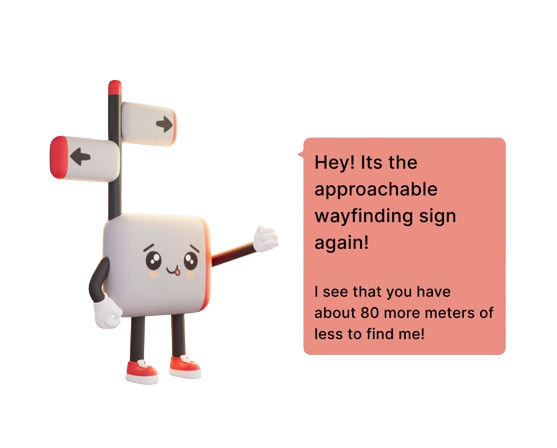 Hey! Its the
approachable
wayfinding sign
again!
I see that you have
about 80 more meters of
less to find me!